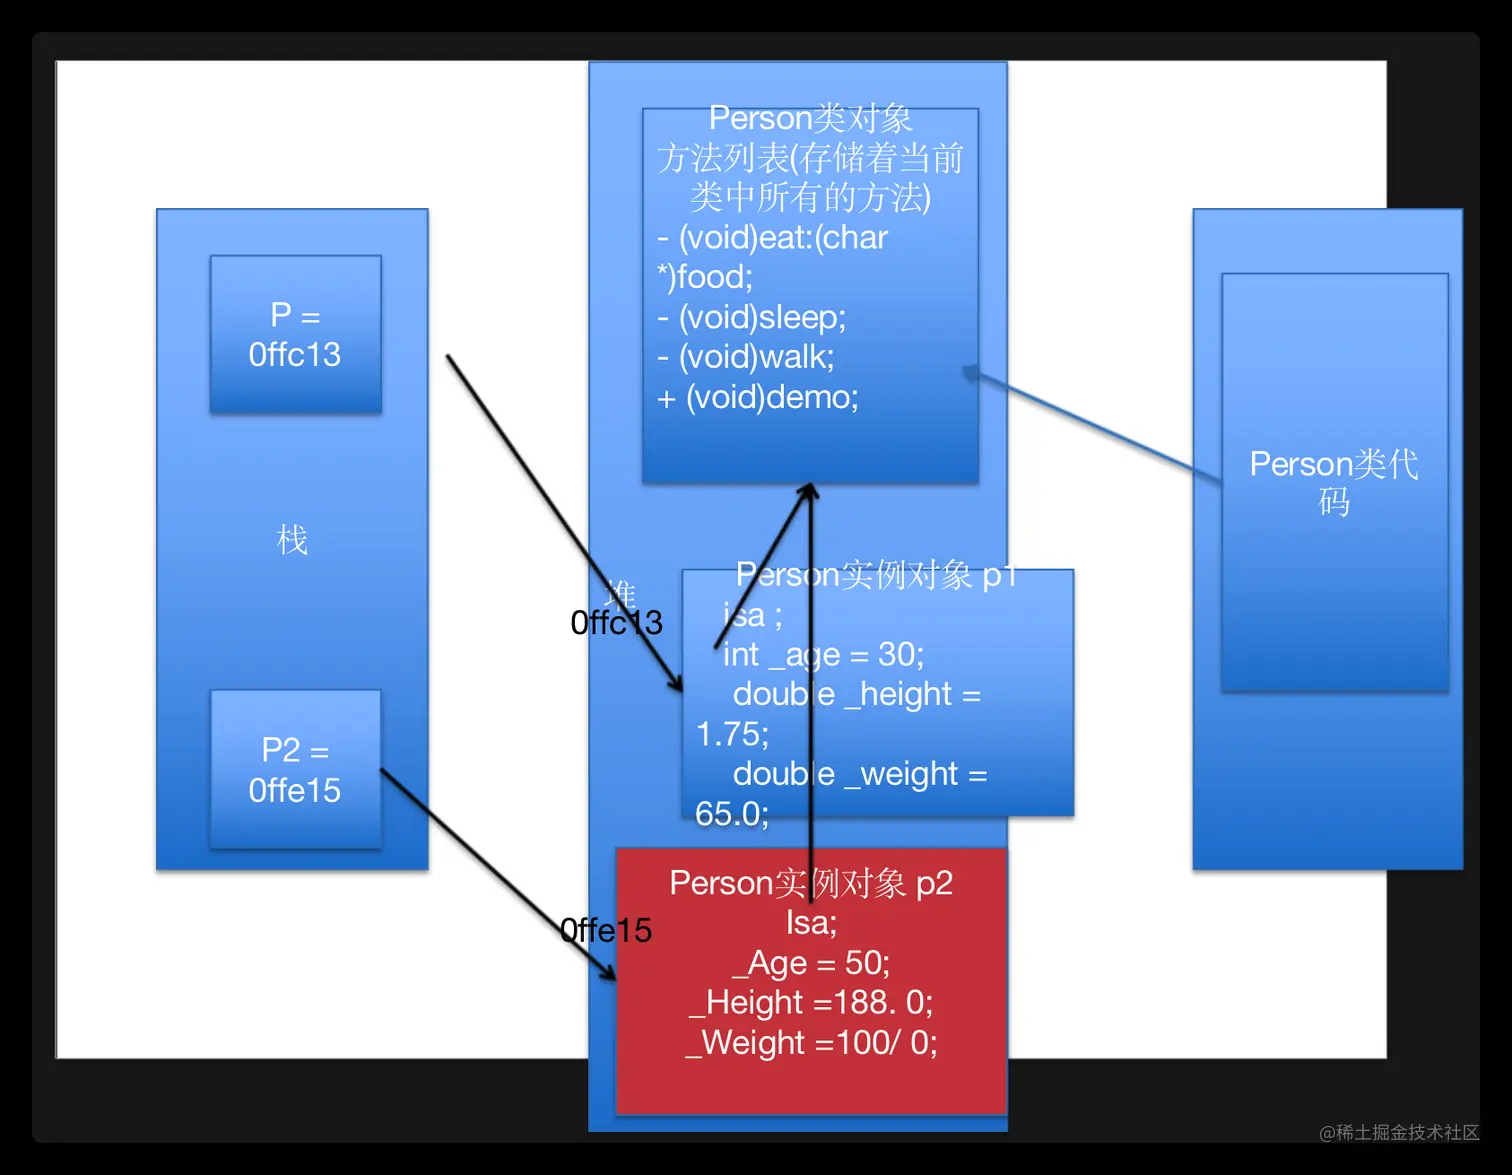 Person类对象
方法列表(存储着当前
类中所有的方法)
- (void)eat:(char
*)food;
- (void)sleep;
- (void)walk;
+ (void)demo;
P =
0ffc13
栈
P2 =
0ffe15
堆
0ffc13
Person实例对象 p1
isa ;
int _age = 30;
double _height =
1.75;
double _weight =
65.0;
0ffe15
Person实例对象 p2
Isa;
_Age = 50;
_Height =188. 0;
_Weight =100/ 0;
Person类代
码
@稀土掘金技术社区